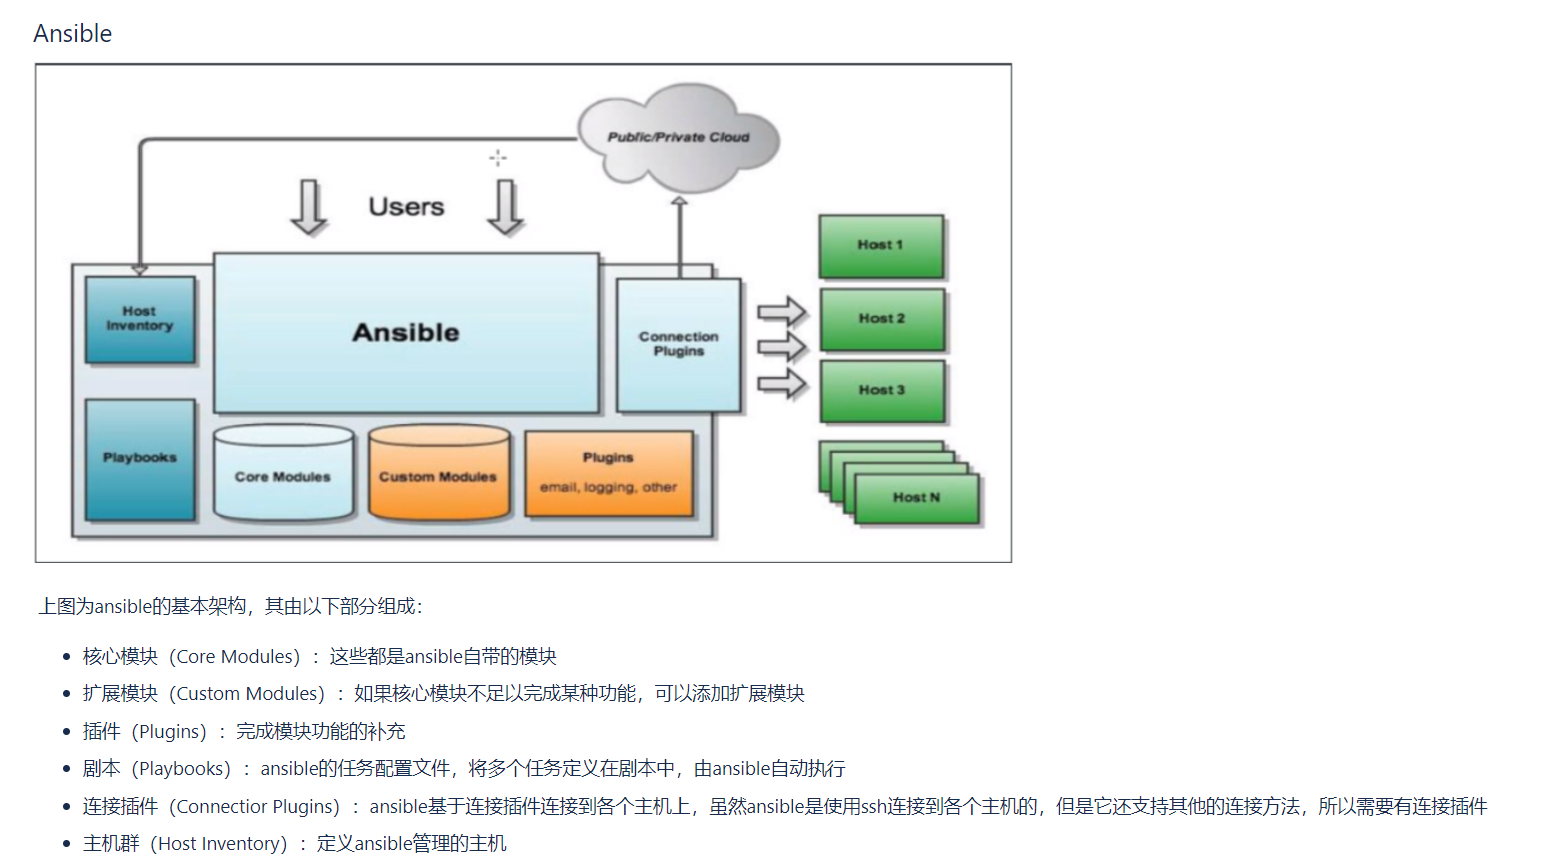 Ansible
Public/Private Cloud
Users
Host 1
Host
Inventory
Ansible
Connection
Plugins
Host 2
Host 3
Playbooks
Core Modules
Custom Modules
Plugins
email, logging, other
Host N
上图为ansible的基本架构，其由以下部分组成：
• 核心模块（Core Modules）：这些都是ansible自带的模块
• 扩展模块（Custom Modules）：如果核心模块不足以完成某种功能，可以添加扩展模块
• 插件（Plugins）：完成模块功能的补充
• 剧本（Playbooks）：ansible的任务配置文件，将多个任务定义在剧本中，由ansible自动执行
• 连接插件（Connectior Plugins）：ansible基于连接插件连接到各个主机上，虽然ansible是使用ssh连接到各个主机的，但是它还支持其他的连接方法，所以需要有连接插件
• 主机群（Host Inventory）：定义ansible管理的主机